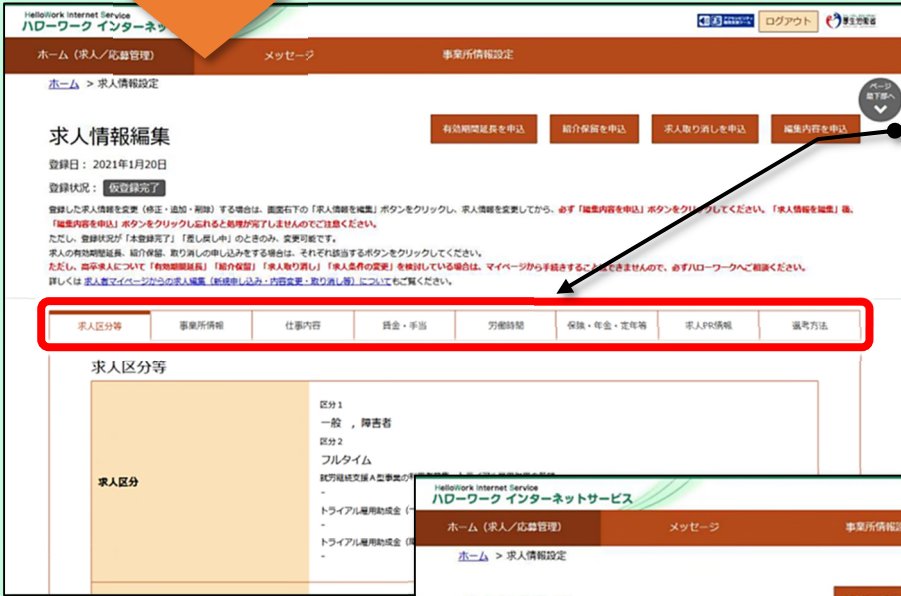 HelloWork Internet Service
ハローワーク インターネッ
ログアウト
厚生労働省
ホーム（求人／応募管理）
メッセージ
事業所情報設定
ホーム > 求人情報設定
ページ
最下部へ
求人情報編集
有効期間延長を申込
紹介保留を申込
求人取り消しを申込
編集内容を申込
登録日： 2021年1月20日
登録状況： 仮登録完了
登録した求人情報を変更（修正・追加・削除）する場合は、画面右下の「求人情報を編集」ボタンをクリックし、求人情報を変更してから、必ず「編集内容を申込」ボタンをクリックしてください。「求人情報を編集」後、
「編集内容を申込」ボタンをクリックし忘れると処理が完了しませんのでご注意ください。
ただし、登録状況が「本登録完了」「差し戻し中」のときのみ、変更可能です。
求人の有効期間延長、紹介保留、取り消しの申し込みをする場合は、それぞれ該当するボタンをクリックしてください。
ただし、高卒求人について「有効期間延長」「紹介保留」「求人取り消し」「求人条件の変更」を検討している場合は、マイページから手続きすることはできませんので、必ずハローワークへご相談ください。
詳しくは 求人者マイページからの求人編集（新規申し込み・内容変更・取り消し等）についてもご覧ください。
求人区分等
事業所情報
仕事内容
賃金・手当
労働時間
保険・年金・定年等
求人PR情報
選考方法
求人区分等
求人区分
区分1
一般 ，障害者
区分2
フルタイム
就労継続支援A型事業の
-
トライアル雇用助成金（
-
トライアル雇用助成金（
-
HelloWork Internet Service
ハローワーク インターネットサービス
ホーム（求人／応募管理）
メッセージ
事業所情報
ホーム > 求人情報設定